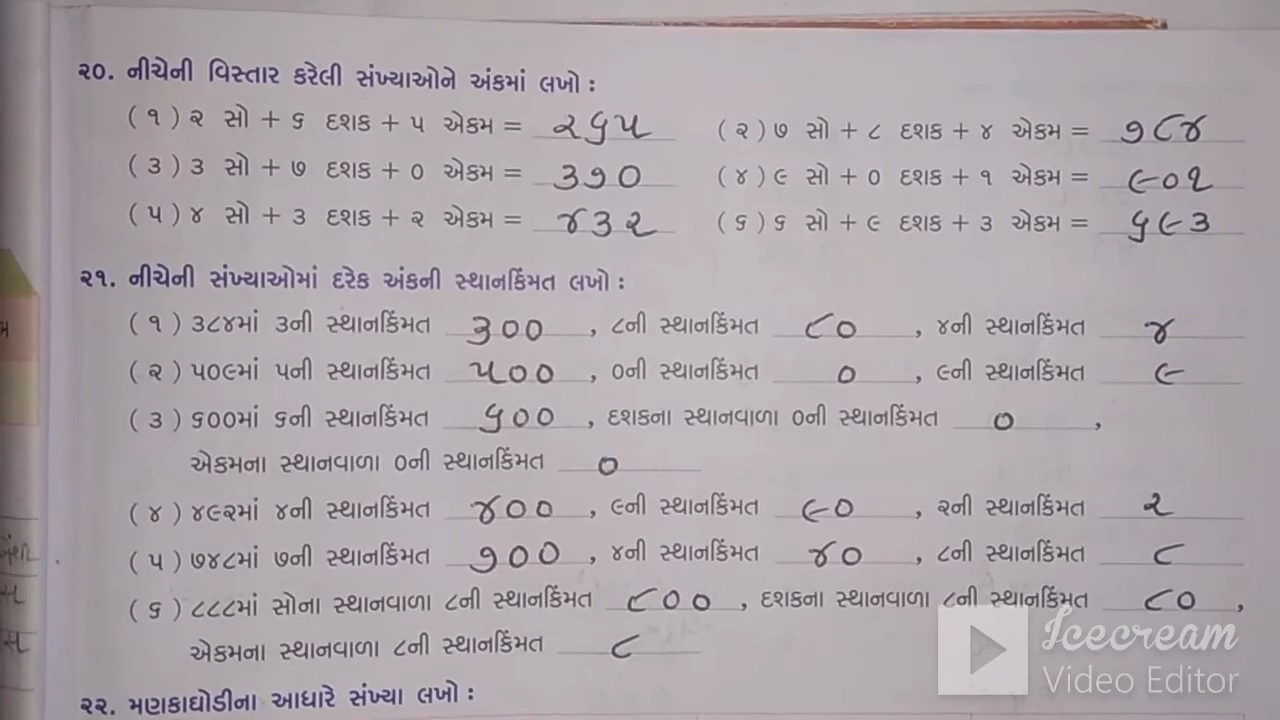 ૨૦. નીચેની વિસ્તાર કરેલી સંખ્યાઓને અંકમાં લખો :
( ૧ ) ૨ સો + ૬ દશક + ૫ એકમ = ૨૬૫ ( ૨ ) ૭ સો + ૮ દશક + ૪ એકમ = ૭૮૪
( ૩ ) ૩ સો + ૭ દશક + ૦ એકમ = ૩૭૦ ( ૪ ) ૯ સો + ૦ દશક + ૧ એકમ = ૯૦૧
( ૫ ) ૪ સો + ૩ દશક + ૨ એકમ = ૪૩૨ ( ૬ ) ૬ સો + ૯ દશક + ૩ એકમ = ૬૯૩
૨૧. નીચેની સંખ્યાઓમાં દરેક અંકની સ્થાનકિંમત લખો :
( ૧ ) ૩૮૪માં ૩ની સ્થાનકિંમત ૩૦૦ , ૮ની સ્થાનકિંમત ૮૦ , ૪ની સ્થાનકિંમત ૪
( ૨ ) ૫૦૯માં ૫ની સ્થાનકિંમત ૫૦૦ , ૦ની સ્થાનકિંમત ૦ , ૯ની સ્થાનકિંમત ૯
( ૩ ) ૬૦૦માં ૬ની સ્થાનકિંમત ૬૦૦ , દશકના સ્થાનવાળા ૦ની સ્થાનકિંમત ૦ ,
એકમના સ્થાનવાળા ૦ની સ્થાનકિંમત ૦
( ૪ ) ૪૯૨માં ૪ની સ્થાનકિંમત ૪૦૦ , ૯ની સ્થાનકિંમત ૯૦ , ૨ની સ્થાનકિંમત ૨
( ૫ ) ૭૪૮માં ૭ની સ્થાનકિંમત ૭૦૦ , ૪ની સ્થાનકિંમત ૪૦ , ૮ની સ્થાનકિંમત ૮
( ૬ ) ૮૮૮માં સોના સ્થાનવાળા ૮ની સ્થાનકિંમત ૮૦૦ , દશકના સ્થાનવાળા ૮ની સ્થાનકિંમત ૮૦ ,
એકમના સ્થાનવાળા ૮ની સ્થાનકિંમત ૮
૨૨. મણકાઘોડીના આધારે સંખ્યા લખો :
Icecream
Video Editor